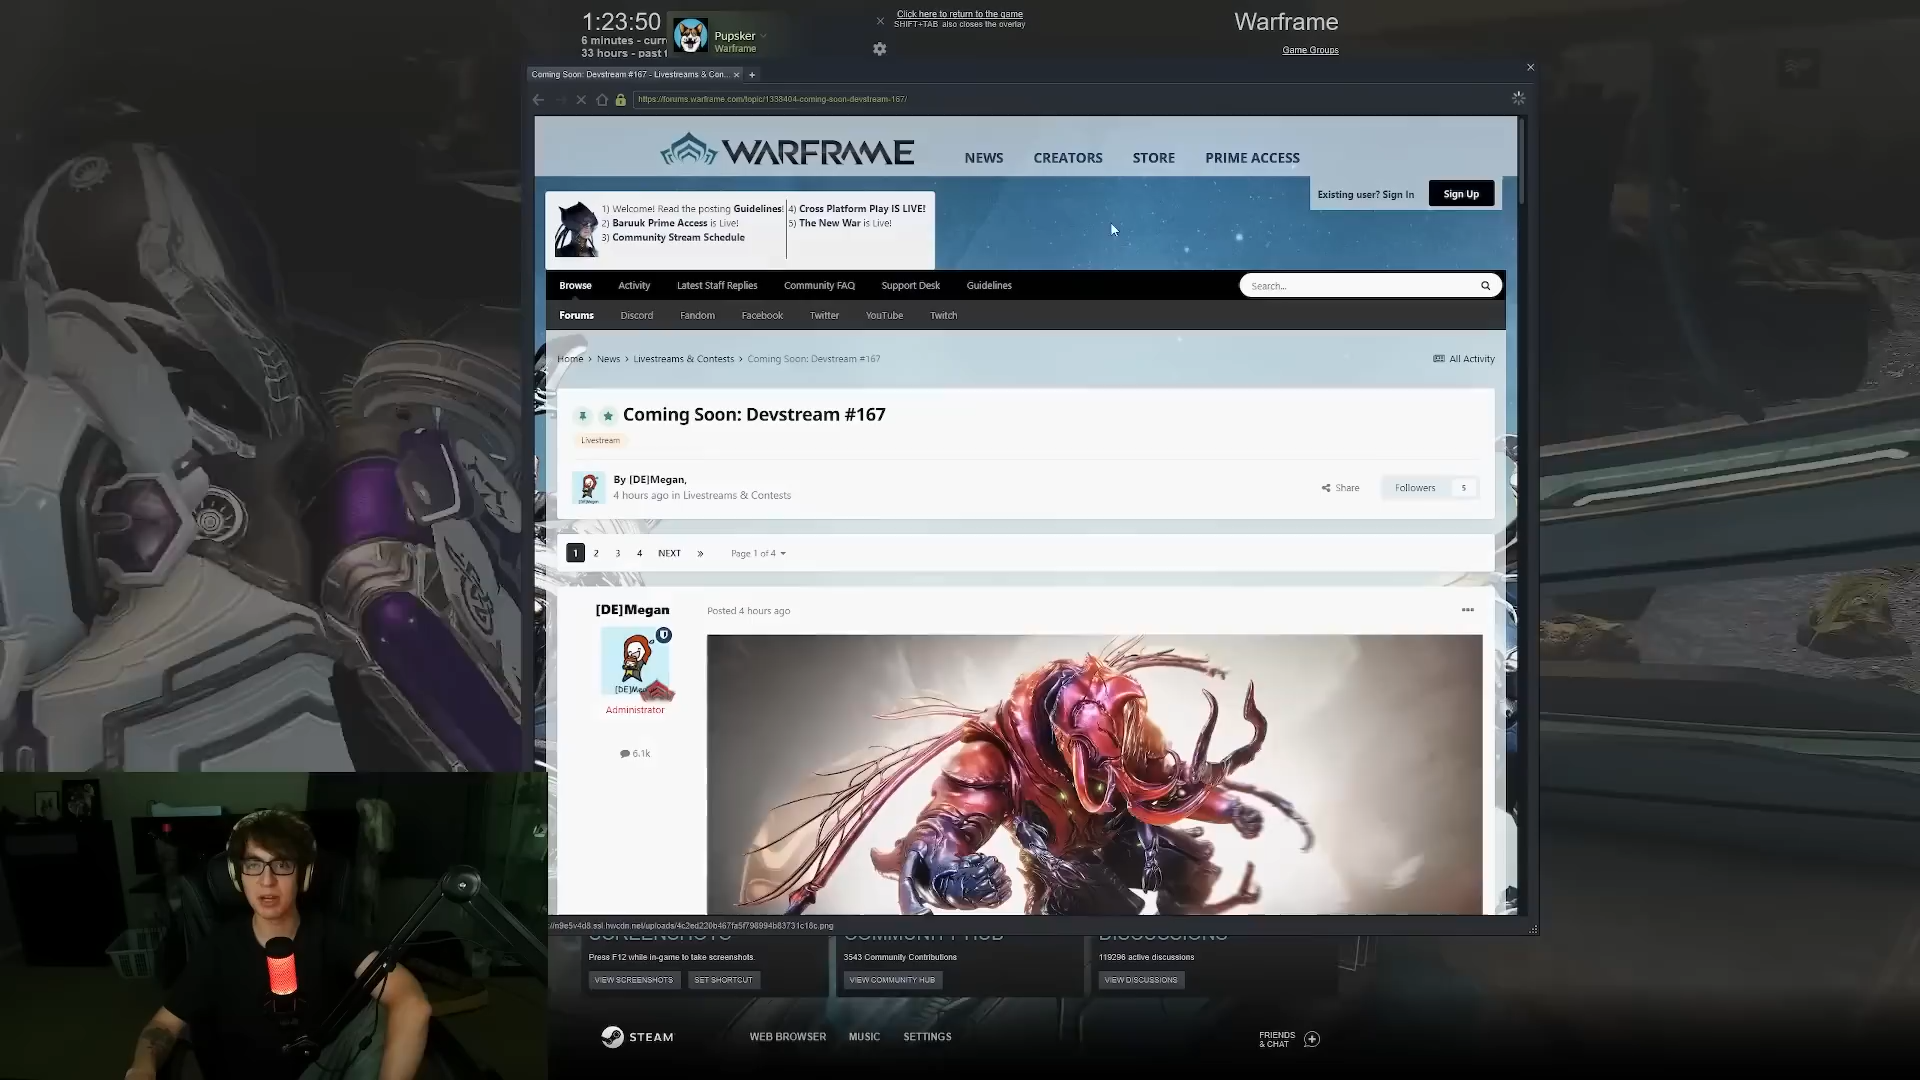 1:23:50
6 minutes - curr
33 hours - past t
Pupsker
Warframe
Click here to return to the game
SHIFT+TAB also closes the overlay
Warframe
Game Groups
Coming Soon: Devstream #167 - Livestreams & Con...
https://forums.warframe.com/topic/1338404-coming-soon-devstream-167/
WARFRAME
NEWS
CREATORS
STORE
PRIME ACCESS
Existing user? Sign In
Sign Up
1) Welcome! Read the posting Guidelines!
2) Baruuk Prime Access is Live!
3) Community Stream Schedule
4) Cross Platform Play IS LIVE!
5) The New War is Live!
Browse
Activity
Latest Staff Replies
Community FAQ
Support Desk
Guidelines
Search...
Forums
Discord
Fandom
Facebook
Twitter
YouTube
Twitch
Home › News › Livestreams & Contests › Coming Soon: Devstream #167
All Activity
Coming Soon: Devstream #167
Livestream
By [DE]Megan,
4 hours ago in Livestreams & Contests
Share
Followers 5
1 2 3 4 NEXT » Page 1 of 4
[DE]Megan
Posted 4 hours ago
Administrator
6.1k
SCREENSHOTS
COMMUNITY HUB
DISCUSSIONS
Press F12 while in-game to take screenshots.
3543 Community Contributions
119296 active discussions
VIEW SCREENSHOTS
SET SHORTCUT
VIEW COMMUNITY HUB
VIEW DISCUSSIONS
STEAM
WEB BROWSER
MUSIC
SETTINGS
FRIENDS
& CHAT